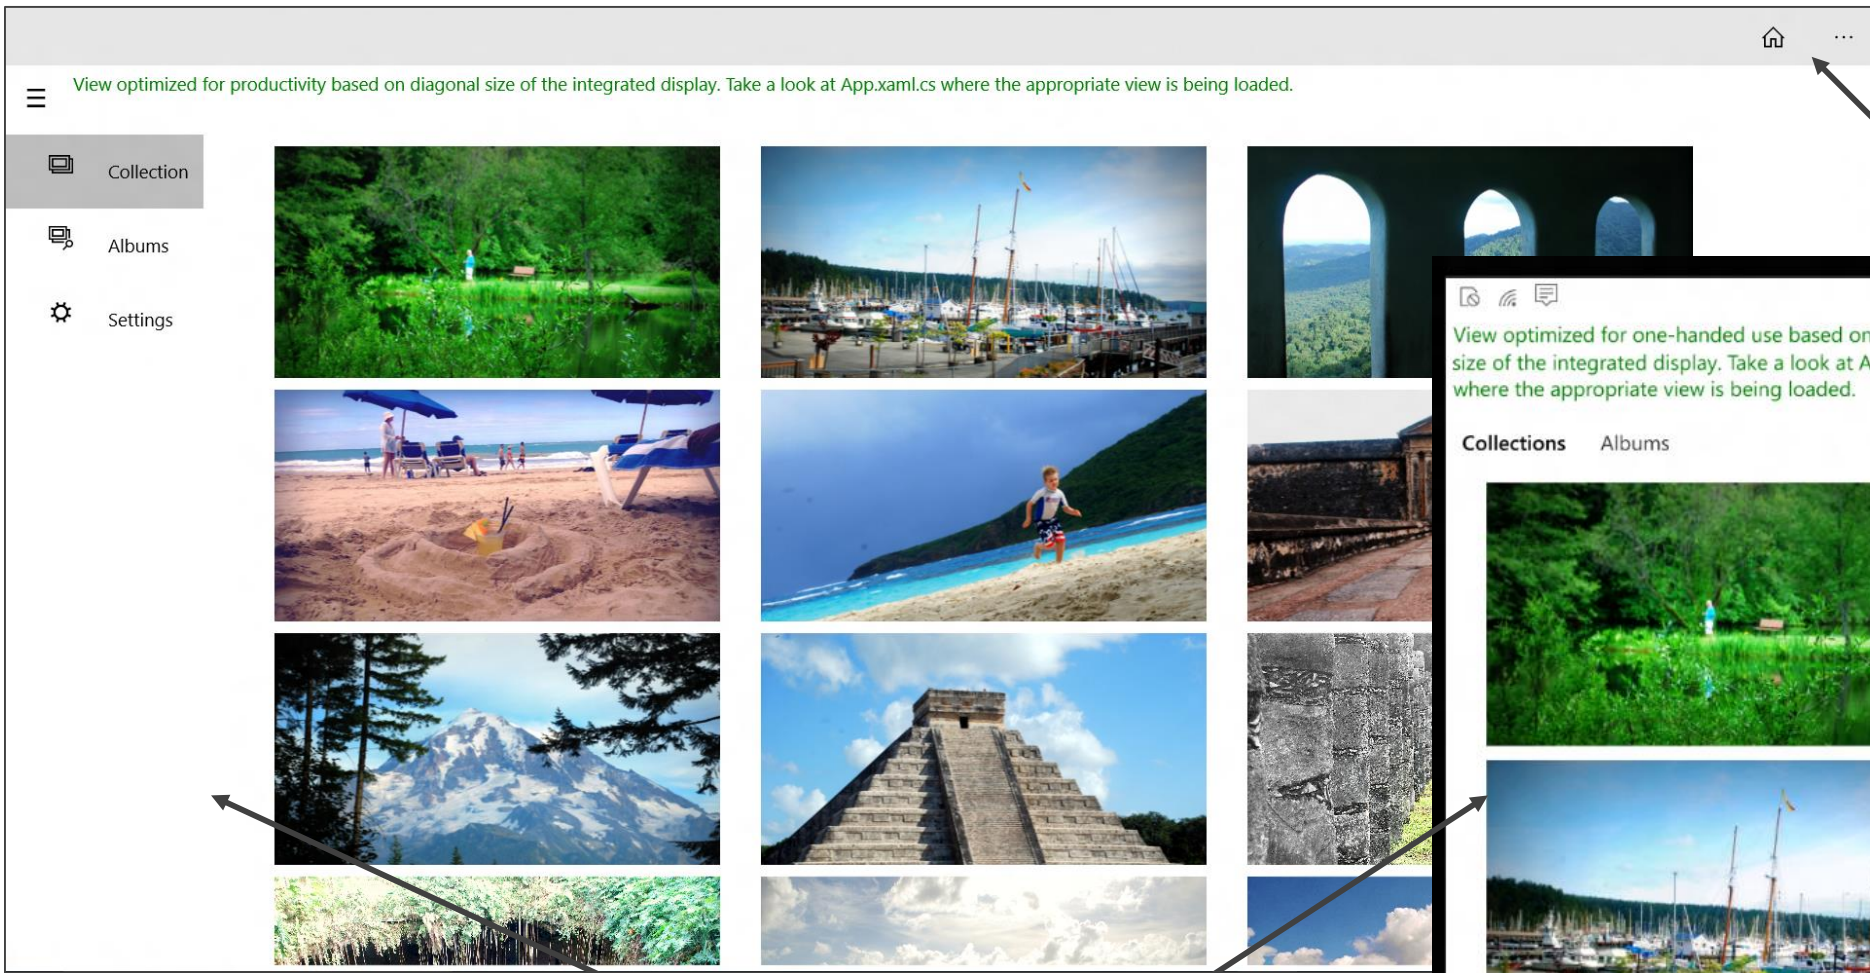 View optimized for productivity based on diagonal size of the integrated display. Take a look at App.xaml.cs where the appropriate view is being loaded.
Collection
Albums
Settings
View optimized for one-handed use based on
size of the integrated display. Take a look at A
where the appropriate view is being loaded.
Collections Albums